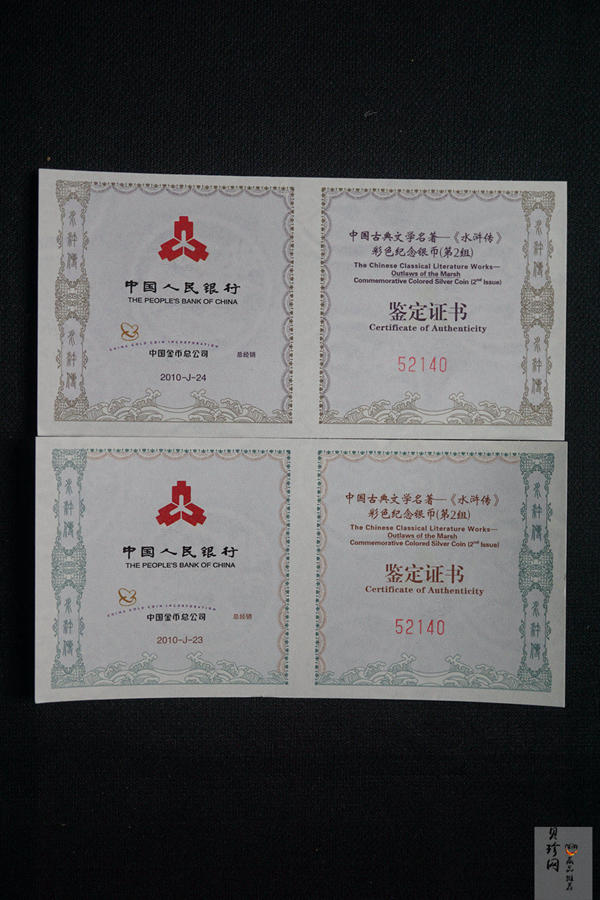 中国人民银行
THE PEOPLE'S BANK OF CHINA
CHINA GOLD COIN INCORPORATION
中国金币总公司 总经销
2010-J-24
中国古典文学名著—《水浒传》
彩色纪念银币(第2组)
The Chinese Classical Literature Works—
Outlaws of the Marsh
Commemorative Colored Silver Coin (2nd Issue)
鉴定证书
Certificate of Authenticity
52140
中国人民银行
THE PEOPLE'S BANK OF CHINA
CHINA GOLD COIN INCORPORATION
中国金币总公司 总经销
2010-J-23
中国古典文学名著—《水浒传》
彩色纪念银币(第2组)
The Chinese Classical Literature Works—
Outlaws of the Marsh
Commemorative Colored Silver Coin (2nd Issue)
鉴定证书
Certificate of Authenticity
52140
贝珍网